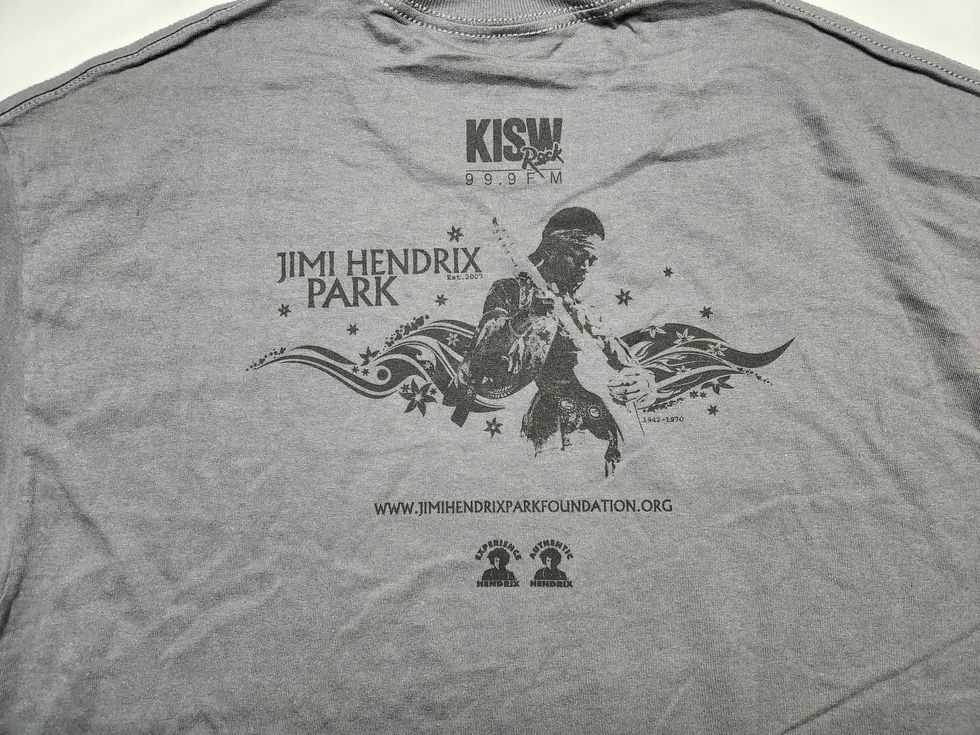 KISW
Rock
99.9FM
JIMI HENDRIX
Est.2007
PARK
1942-1970
WWW.JIMIHENDRIXPARKFOUNDATION.ORG
EXPERIENCE
HENDRIX
AUTHENTIC
HENDRIX